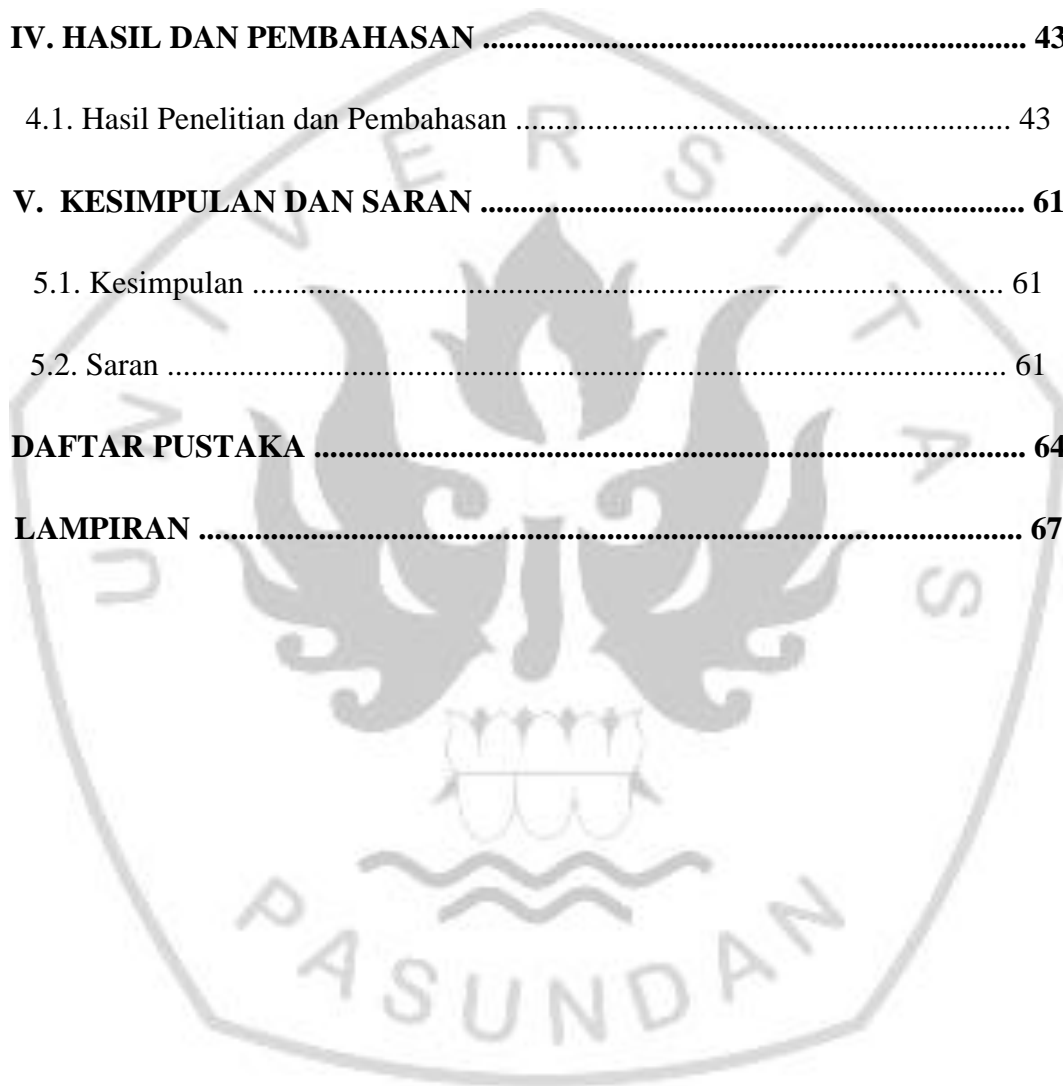 IV. HASIL DAN PEMBAHASAN .................................................................... 43
4.1. Hasil Penelitian dan Pembahasan .............................................................. 43
V. KESIMPULAN DAN SARAN .................................................................... 61
5.1. Kesimpulan .............................................................................................. 61
5.2. Saran ......................................................................................................... 61
DAFTAR PUSTAKA ......................................................................................... 64
LAMPIRAN ....................................................................................................... 67
UNIVERSITAS
PASUNDAN